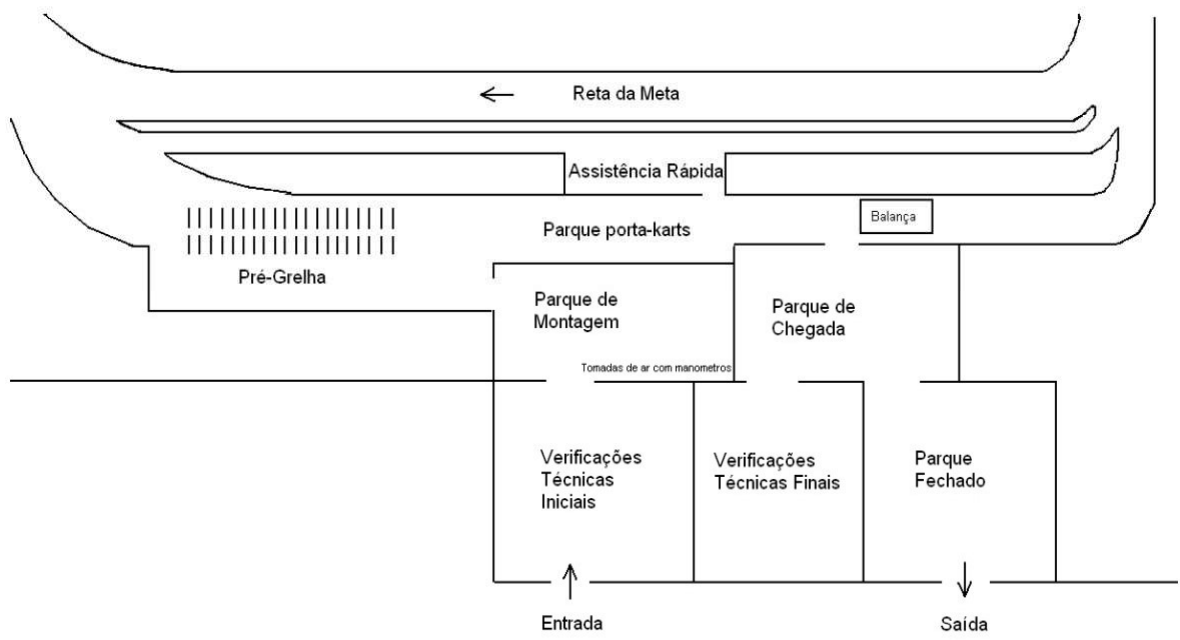 Reta da Meta
Assistência Rápida
Balança
Parque porta-karts
Pré-Grelha
Parque de
Montagem
Parque de
Chegada
Tomadas de ar com manometros
Verificações
Técnicas
Iniciais
Verificações
Técnicas Finais
Parque
Fechado
Entrada
Saída